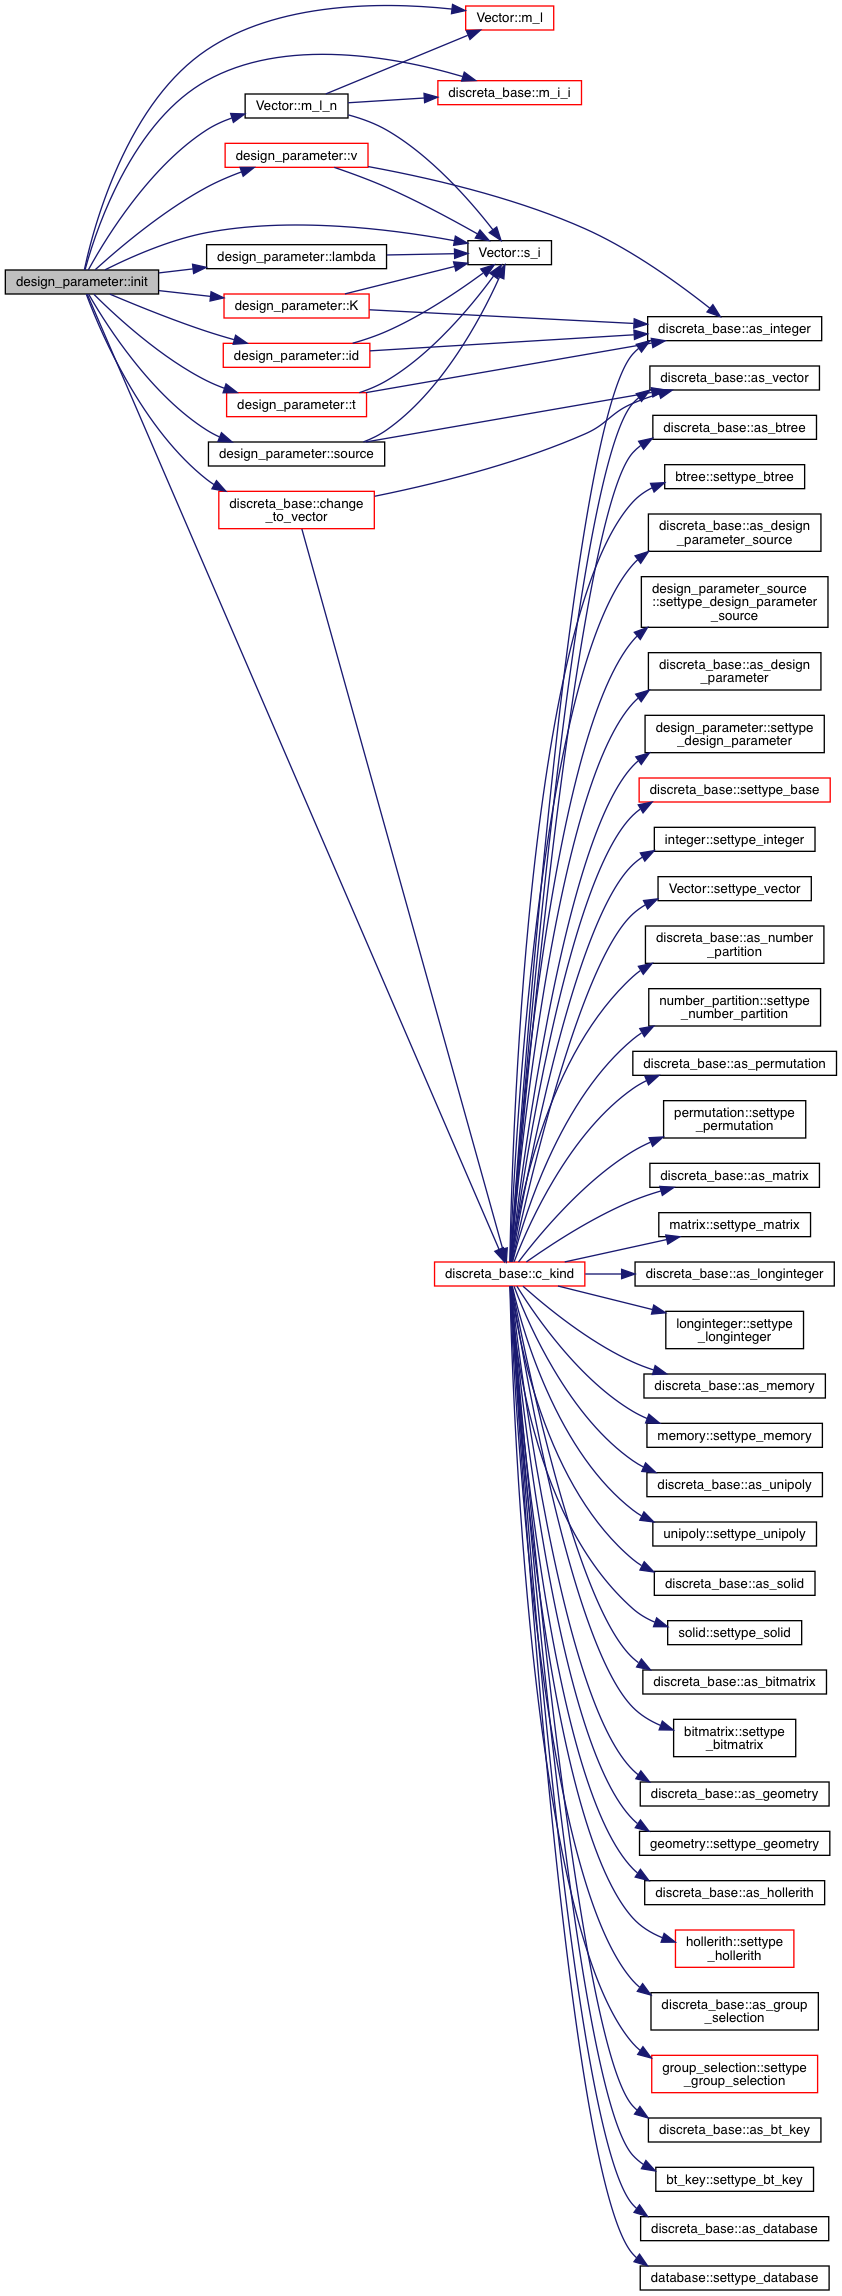 Vector::m_l
discreta_base::m_i_i
Vector::m_l_n
design_parameter::v
Vector::s_i
design_parameter::lambda
design_parameter::init
design_parameter::K
discreta_base::as_integer
design_parameter::id
discreta_base::as_vector
design_parameter::t
discreta_base::as_btree
design_parameter::source
btree::settype_btree
discreta_base::change
_to_vector
discreta_base::as_design
_parameter_source
design_parameter_source
::settype_design_parameter
_source
discreta_base::as_design
_parameter
design_parameter::settype
_design_parameter
discreta_base::settype_base
integer::settype_integer
Vector::settype_vector
discreta_base::as_number
_partition
number_partition::settype
_number_partition
discreta_base::as_permutation
permutation::settype
_permutation
discreta_base::as_matrix
matrix::settype_matrix
discreta_base::c_kind
discreta_base::as_longinteger
longinteger::settype
_longinteger
discreta_base::as_memory
memory::settype_memory
discreta_base::as_unipoly
unipoly::settype_unipoly
discreta_base::as_solid
solid::settype_solid
discreta_base::as_bitmatrix
bitmatrix::settype
_bitmatrix
discreta_base::as_geometry
geometry::settype_geometry
discreta_base::as_hollerith
hollerith::settype
_hollerith
discreta_base::as_group
_selection
group_selection::settype
_group_selection
discreta_base::as_bt_key
bt_key::settype_bt_key
discreta_base::as_database
database::settype_database